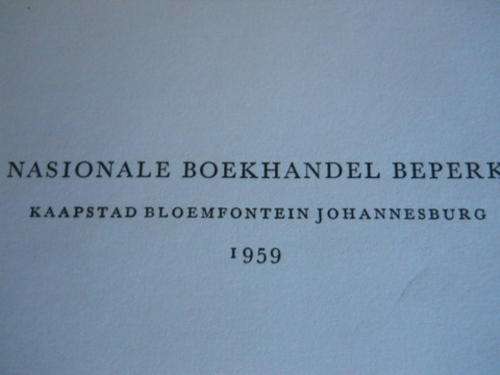 NASIONALE BOEKHANDEL BEPERK
KAAPSTAD BLOEMFONTEIN JOHANNESBURG
1959